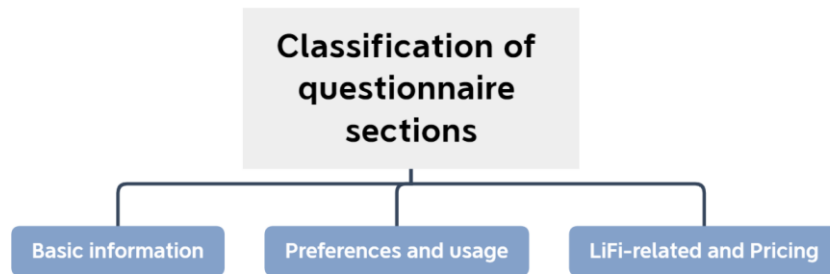 Classification of
questionnaire
sections
Basic information
Preferences and usage
LiFi-related and Pricing